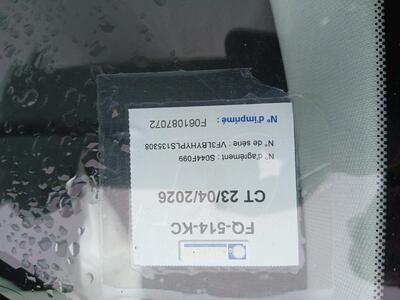 FQ-514-KC
CT 23/04/2026
N° d'agrément : S044F099
N° de série : VF3LBYHYPLS135308
N° d'imprimé : F061087072